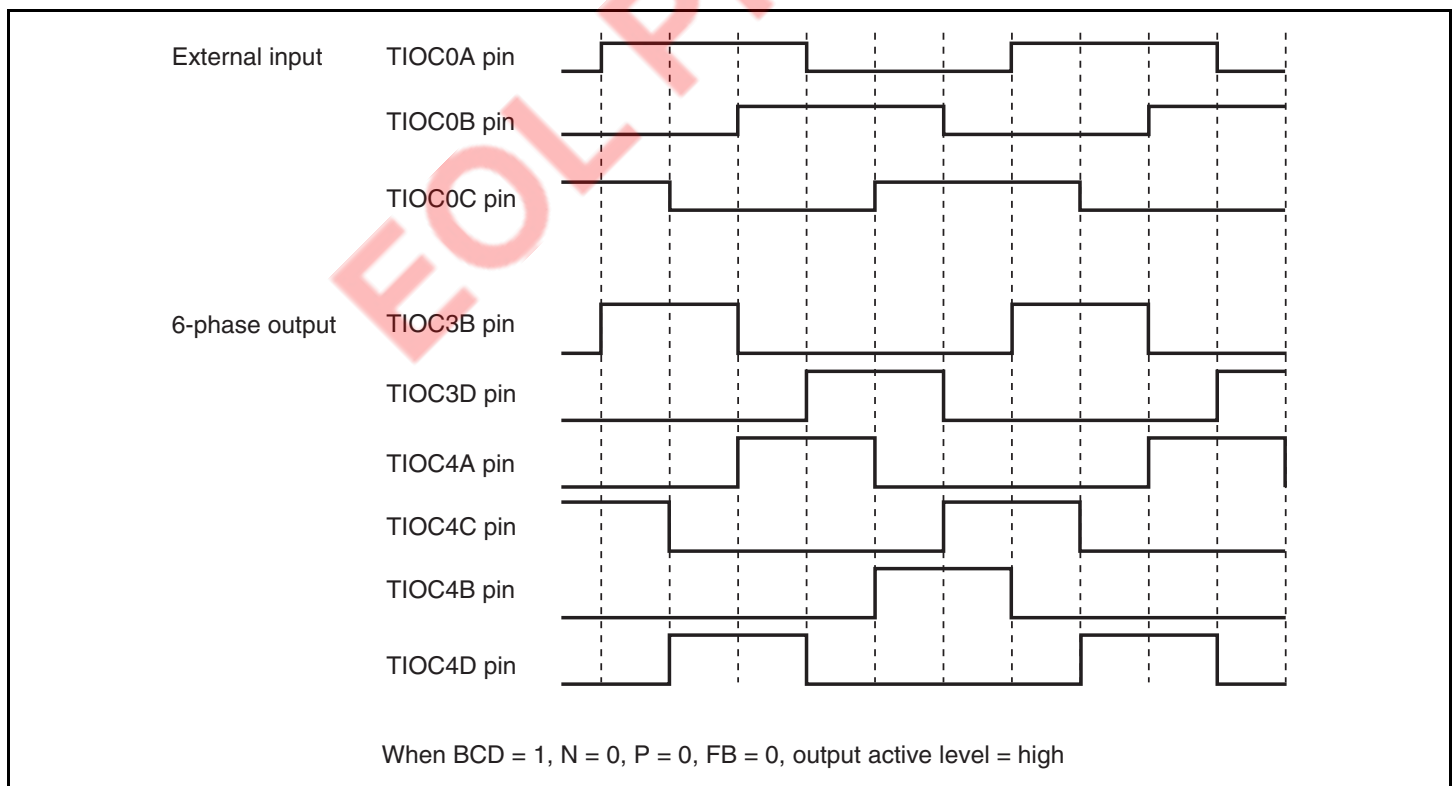 External input TIOC0A pin
TIOC0B pin
TIOC0C pin
6-phase output TIOC3B pin
TIOC3D pin
TIOC4A pin
TIOC4C pin
TIOC4B pin
TIOC4D pin
When BCD = 1, N = 0, P = 0, FB = 0, output active level = high
EOL